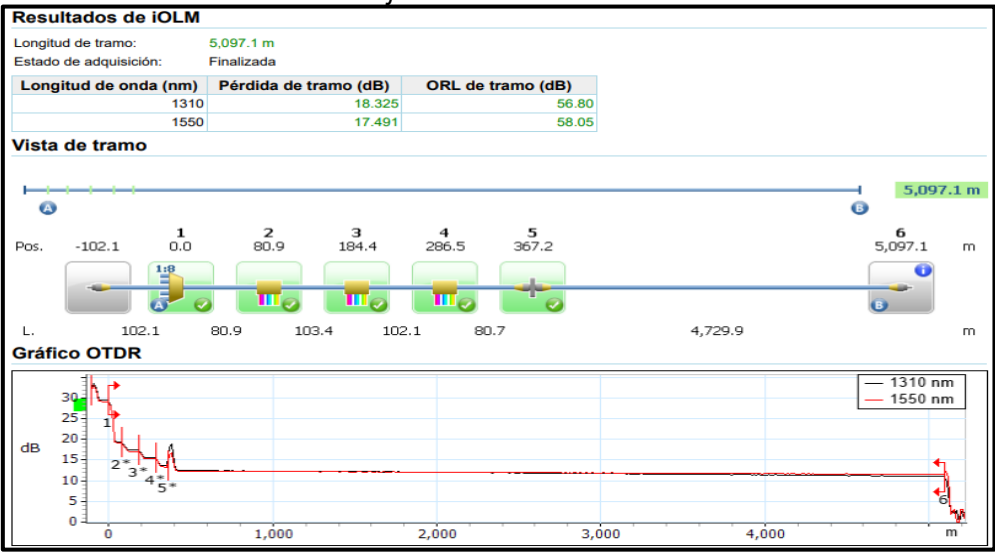 Resultados de iOLM
Longitud de tramo: 5,097.1 m
Estado de adquisición: Finalizada
Longitud de onda (nm) Pérdida de tramo (dB) ORL de tramo (dB)
1310 18.325 56.80
1550 17.491 58.05
Vista de tramo
5,097.1 m
A B
1 2 3 4 5 6
Pos. -102.1 0.0 80.9 184.4 286.5 367.2 5,097.1 m
1:8
A B
L. 102.1 80.9 103.4 102.1 80.7 4,729.9 m
Gráfico OTDR
1310 nm
1550 nm
30
25
20
15
10
5
0
dB
1
2*
3*
4*
5*
6
0 1,000 2,000 3,000 4,000 m